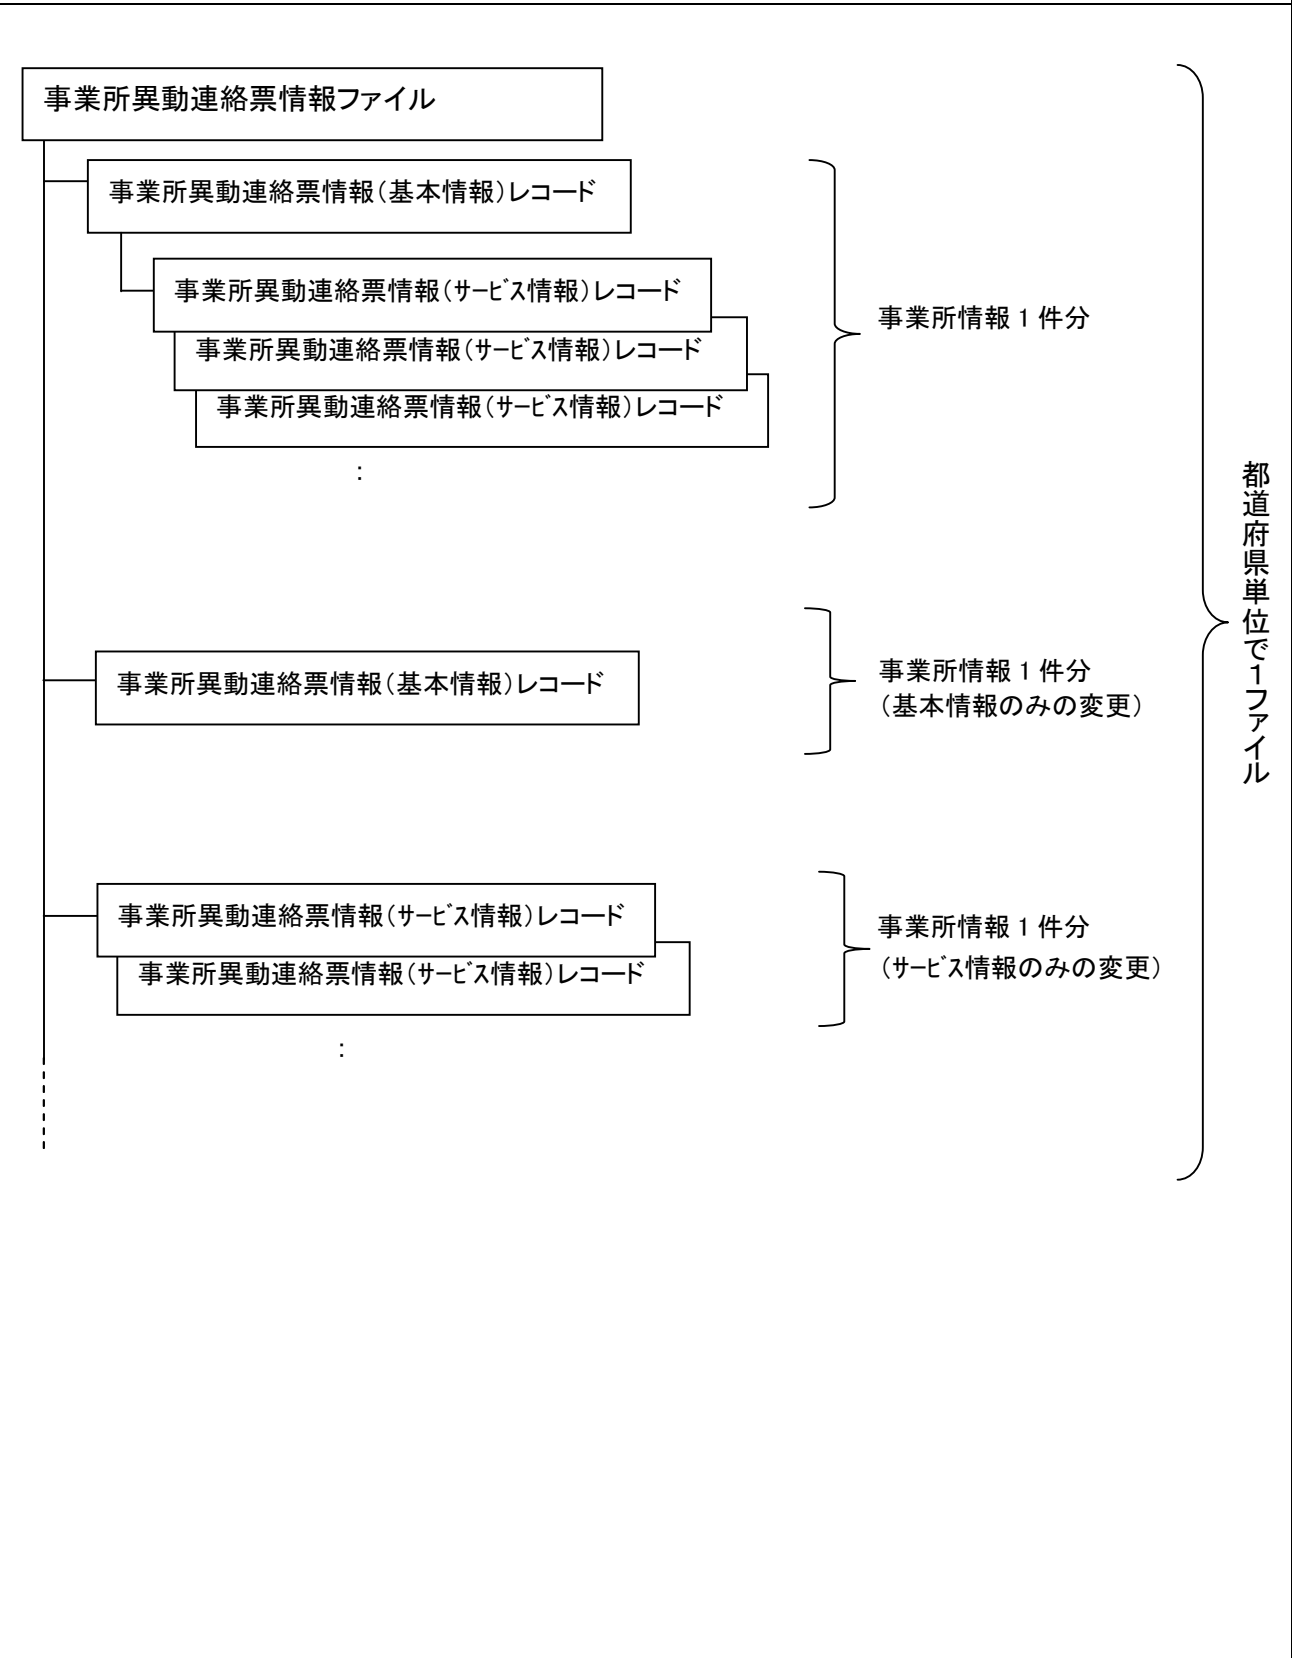 事業所異動連絡票情報ファイル
事業所異動連絡票情報（基本情報）レコード
事業所異動連絡票情報（ｻｰﾋﾞｽ情報）レコード
事業所異動連絡票情報（ｻｰﾋﾞｽ情報）レコード
事業所異動連絡票情報（ｻｰﾋﾞｽ情報）レコード
：
事業所情報１件分
事業所異動連絡票情報（基本情報）レコード
事業所情報１件分
（基本情報のみの変更）
事業所異動連絡票情報（ｻｰﾋﾞｽ情報）レコード
事業所異動連絡票情報（ｻｰﾋﾞｽ情報）レコード
：
事業所情報１件分
（ｻｰﾋﾞｽ情報のみの変更）
都道府県単位で１ファイル